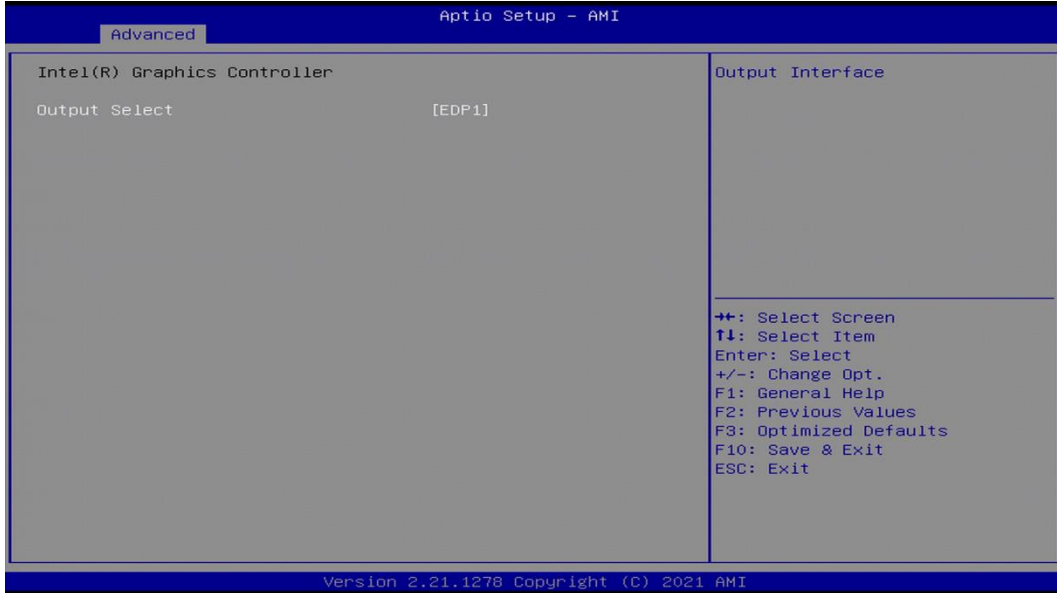 Aptio Setup – AMI
Advanced
Intel(R) Graphics Controller
Output Select [EDP1]
Output Interface
→←: Select Screen
↑↓: Select Item
Enter: Select
+/-: Change Opt.
F1: General Help
F2: Previous Values
F3: Optimized Defaults
F10: Save & Exit
ESC: Exit
Version 2.21.1278 Copyright (C) 2021 AMI